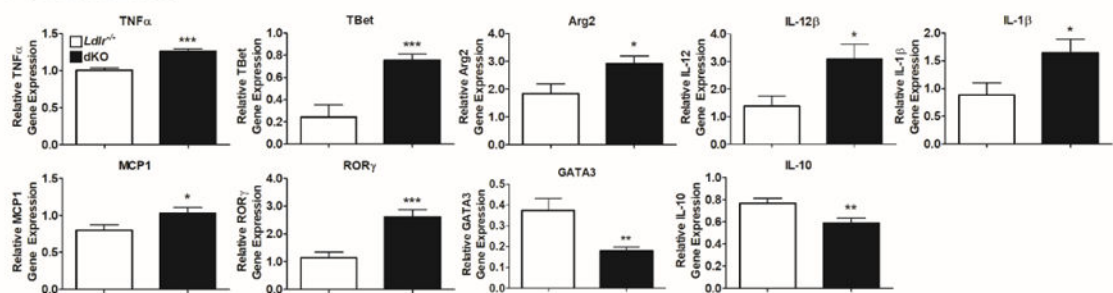 TNFα
Relative TNFα
Gene Expression
1.5
1.0
0.5
0.0
Ldlr-/-
dKO
***
TBet
Relative TBet
Gene Expression
1.0
0.8
0.6
0.4
0.2
0.0
***
Arg2
Relative Arg2
Gene Expression
4.0
3.0
2.0
1.0
0.0
*
IL-12β
Relative IL-12
Gene Expression
4.0
3.0
2.0
1.0
0.0
*
IL-1β
Relative IL-1β
Gene Expression
2.0
1.5
1.0
0.5
0.0
*
MCP1
Relative MCP1
Gene Expression
1.5
1.0
0.5
0.0
*
RORγ
Relative RORγ
Gene Expression
4.0
3.0
2.0
1.0
0.0
***
GATA3
Relative GATA3
Gene Expression
0.5
0.4
0.3
0.2
0.1
0.0
**
IL-10
Relative IL-10
Gene Expression
1.0
0.8
0.6
0.4
0.2
0.0
**